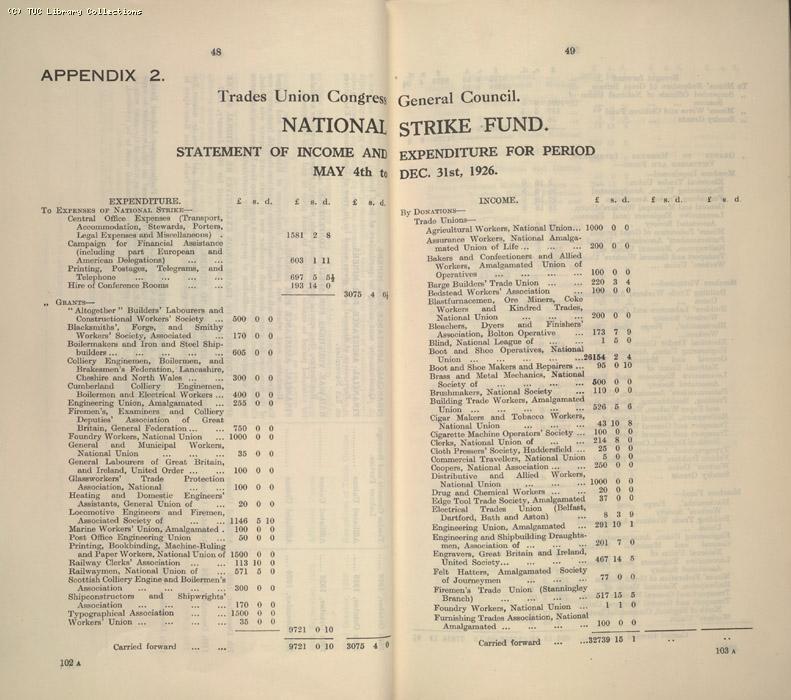 (C) TUC Library Collections
48
APPENDIX 2.
Trades Union Congress
NATIONAL
STATEMENT OF INCOME AND
MAY 4th to
EXPENDITURE. £ s. d. £ s. d. £ s. d.
To Expenses of National Strike—
Central Office Expenses (Transport,
Accommodation, Stewards, Porters,
Legal Expenses and Miscellaneous) . 1581 2 8
Campaign for Financial Assistance
(including part European and
American Delegations) ... ... 603 1 11
Printing, Postages, Telegrams, and
Telephone ... ... ... ... 697 5 5½
Hire of Conference Rooms ... ... 193 14 0
3075 4 0½
„ Grants—
"Altogether" Builders' Labourers and
Constructional Workers' Society ... 500 0 0
Blacksmiths', Forge, and Smithy
Workers' Society, Associated ... 170 0 0
Boilermakers and Iron and Steel Ship-
builders ... ... ... ... ... 605 0 0
Colliery Enginemen, Boilermen, and
Brakesmen's Federation, Lancashire,
Cheshire and North Wales ... ... 300 0 0
Cumberland Colliery Enginemen,
Boilermen and Electrical Workers ... 400 0 0
Engineering Union, Amalgamated ... 255 0 0
Firemen's, Examiners and Colliery
Deputies' Association of Great
Britain, General Federation ... ... 750 0 0
Foundry Workers, National Union ... 1000 0 0
General and Municipal Workers,
National Union ... ... ... 35 0 0
General Labourers of Great Britain,
and Ireland, United Order ... ... 100 0 0
Glassworkers' Trade Protection
Association, National ... ... 100 0 0
Heating and Domestic Engineers'
Assistants, General Union of ... 20 0 0
Locomotive Engineers and Firemen,
Associated Society of ... ... 1146 5 10
Marine Workers' Union, Amalgamated . 100 0 0
Post Office Engineering Union ... 50 0 0
Printing, Bookbinding, Machine-Ruling
and Paper Workers, National Union of 1500 0 0
Railway Clerks' Association ... ... 113 10 0
Railwaymen, National Union of ... 571 5 0
Scottish Colliery Engine and Boilermen's
Association ... ... ... ... 300 0 0
Shipconstructors and Shipwrights'
Association ... ... ... ... 170 0 0
Typographical Association ... ... 1500 0 0
Workers' Union ... ... ... ... 35 0 0
9721 0 10
Carried forward ... ... 9721 0 10 3075 4 0
102 A
49
General Council.
STRIKE FUND.
EXPENDITURE FOR PERIOD
DEC. 31st, 1926.
INCOME. £ s. d. £ s. d. £ s. d.
By Donations—
Trade Unions—
Agricultural Workers, National Union... 1000 0 0
Assurance Workers, National Amalga-
mated Union of Life ... ... ... 200 0 0
Bakers and Confectioners and Allied
Workers, Amalgamated Union of
Operatives ... ... ... ... 100 0 0
Barge Builders' Trade Union ... ... 220 3 4
Bedstead Workers' Association ... 100 0 0
Blastfurnacemen, Ore Miners, Coke
Workers and Kindred Trades,
National Union ... ... ... 200 0 0
Bleachers, Dyers and Finishers'
Association, Bolton Operative ... 173 7 9
Blind, National League of ... ... 1 5 0
Boot and Shoe Operatives, National
Union ... ... ... ... ... 26154 2 4
Boot and Shoe Makers and Repairers ... 95 0 10
Brass and Metal Mechanics, National
Society of ... ... ... ... 500 0 0
Brushmakers, National Society ... 110 0 0
Building Trade Workers, Amalgamated
Union ... ... ... ... ... 526 5 6
Cigar Makers and Tobacco Workers,
National Union ... ... ... 43 10 8
Cigarette Machine Operators' Society ... 100 0 0
Clerks, National Union of ... ... 214 8 0
Cloth Pressers' Society, Huddersfield ... 25 0 0
Commercial Travellers, National Union 5 0 0
Coopers, National Association ... ... 250 0 0
Distributive and Allied Workers,
National Union ... ... ... 1000 0 0
Drug and Chemical Workers ... ... 20 0 0
Edge Tool Trade Society, Amalgamated 37 0 0
Electrical Trades Union (Belfast,
Dartford, Bath and Aston) ... 8 3 9
Engineering Union, Amalgamated ... 291 10 1
Engineering and Shipbuilding Draughts-
men, Association of ... ... ... 201 7 0
Engravers, Great Britain and Ireland,
United Society... ... ... ... 467 14 5
Felt Hatters, Amalgamated Society
of Journeymen ... ... ... 77 0 0
Firemen's Trade Union (Stanningley
Branch) ... ... ... ... 517 15 5
Foundry Workers, National Union ... 1 1 0
Furnishing Trades Association, National
Amalgamated ... ... ... ... 100 0 0
Carried forward ... ... 32739 15 1 .. ..
103 A